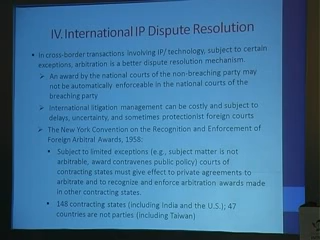 IV. International IP Dispute Resolution
• In cross-border transactions involving IP/ technology, subject to certain
exceptions, arbitration is a better dispute resolution mechanism.
➢ An award by the national courts of the non-breaching party may
not be automatically enforceable in the national courts of the
breaching party
➢ International litigation management can be costly and subject to
delays, uncertainty, and sometimes protectionist foreign courts
➢ The New York Convention on the Recognition and Enforcement of
Foreign Arbitral Awards, 1958:
▪ Subject to limited exceptions (e.g., subject matter is not
arbitrable, award contravenes public policy) courts of
contracting states must give effect to private agreements to
arbitrate and to recognize and enforce arbitration awards made
in other contracting states.
▪ 148 contracting states (including India and the U.S.); 47
countries are not parties (including Taiwan)